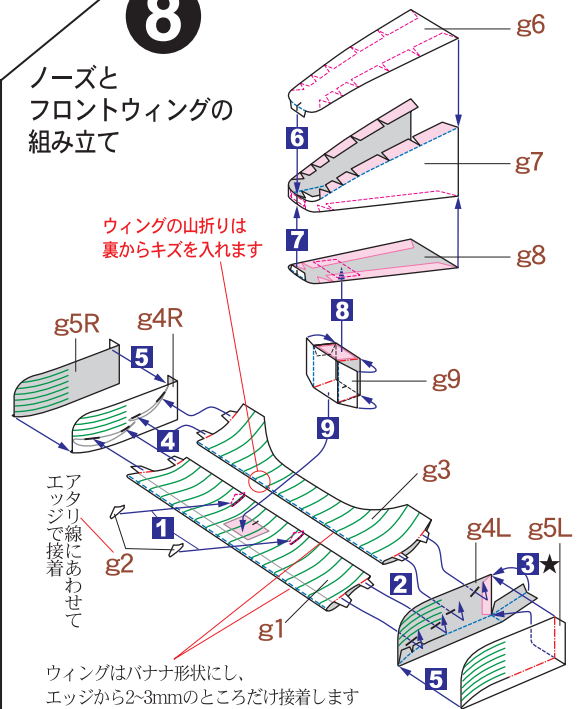 8
ノーズと
フロントウィングの
組み立て
g6
6
g7
7
g8
8
g9
ウィングの山折りは
裏からキズを入れます
g5R
g4R
5
4
9
g3
アタリ線にあわせて
エッジで接着
g2
1
g1
2
g4L
g5L
3★
5
ウィングはバナナ形状にし、
エッジから2~3mmのところだけ接着します